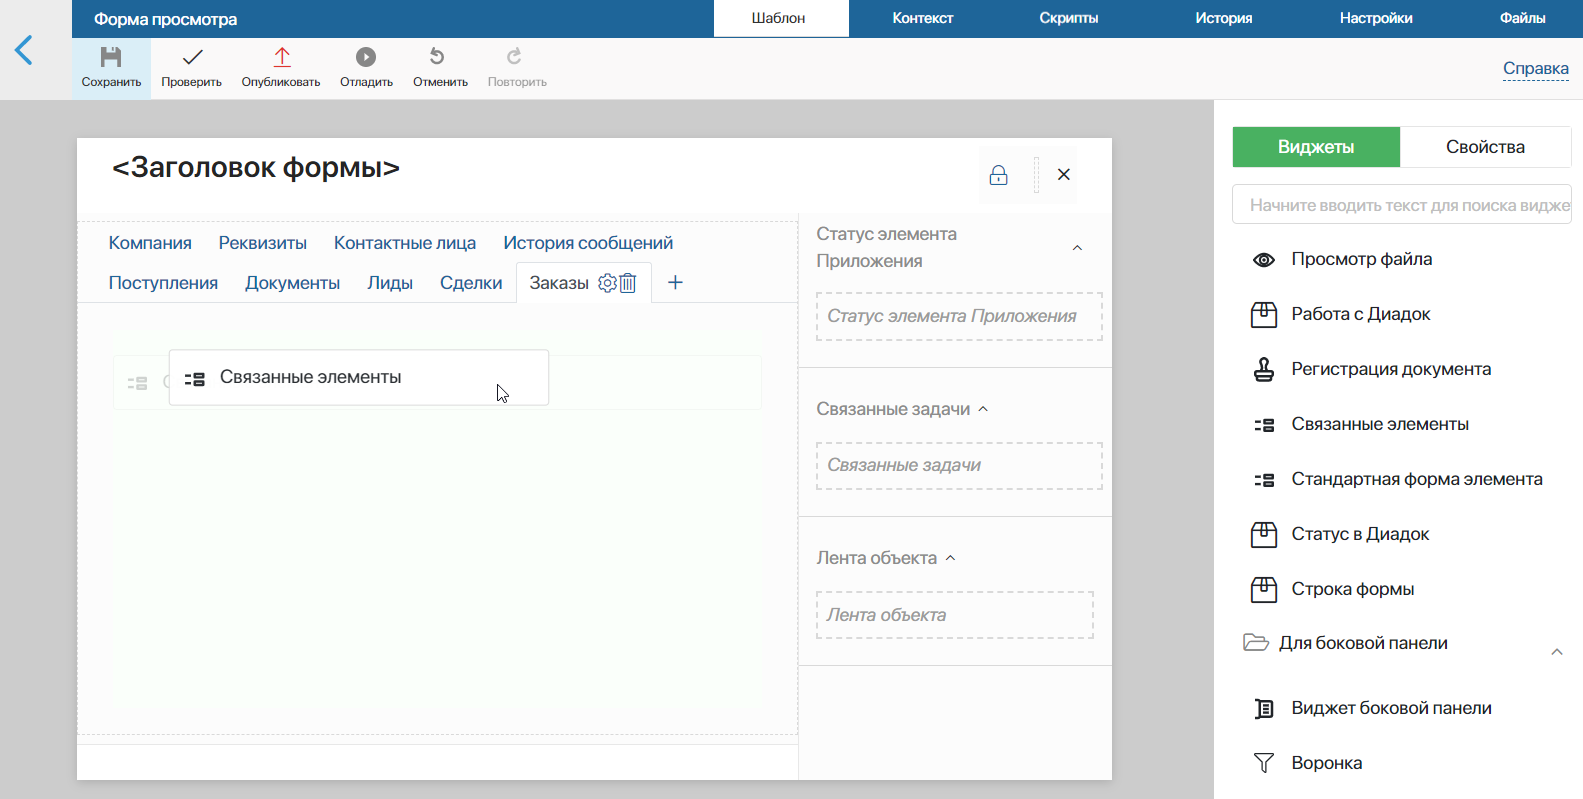 Форма просмотра
Шаблон
Контекст
Скрипты
История
Настройки
Файлы
Сохранить
Проверить
Опубликовать
Отладить
Отменить
Повторить
Справка
<Заголовок формы>
Компания Реквизиты Контактные лица История сообщений
Поступления Документы Лиды Сделки Заказы
Связанные элементы
Статус элемента
Приложения
Статус элемента Приложения
Связанные задачи
Связанные задачи
Лента объекта
Лента объекта
Виджеты
Свойства
Начните вводить текст для поиска видже
Просмотр файла
Работа с Диадок
Регистрация документа
Связанные элементы
Стандартная форма элемента
Статус в Диадок
Строка формы
Для боковой панели
Виджет боковой панели
Воронка